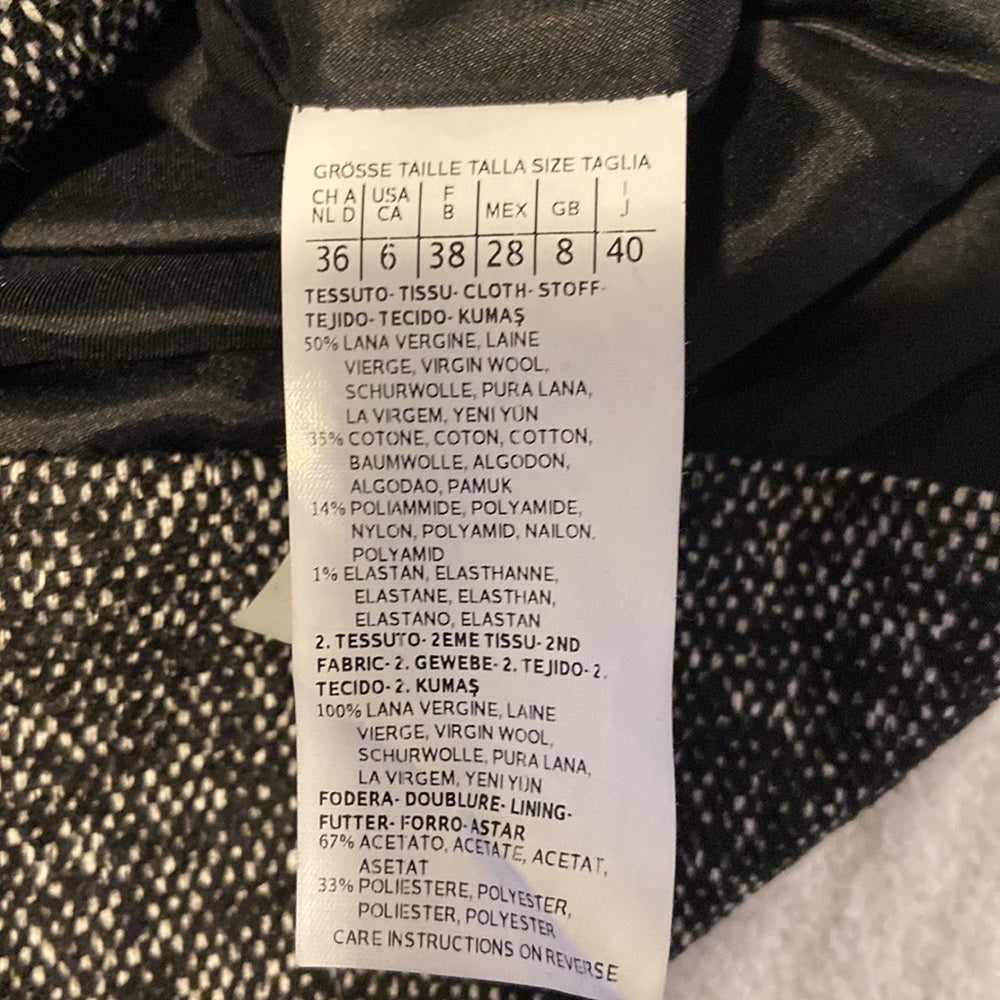 GRÖSSE TAILLE TALLA SIZE TAGLIA
CH A USA F I
NL D CA B MEX GB J
36 6 38 28 8 40
TESSUTO- TISSU- CLOTH- STOFF-
TEJIDO- TECIDO- KUMAŞ
50% LANA VERGINE, LAINE
VIERGE, VIRGIN WOOL,
SCHURWOLLE, PURA LANA,
LA VIRGEM, YENI YÜN
35% COTONE, COTON, COTTON,
BAUMWOLLE, ALGODON,
ALGODAO, PAMUK
14% POLIAMMIDE, POLYAMIDE,
NYLON, POLYAMID, NAILON,
POLYAMID
1% ELASTAN, ELASTHANNE,
ELASTANE, ELASTHAN,
ELASTANO, ELASTAN
2. TESSUTO- 2EME TISSU- 2ND
FABRIC- 2. GEWEBE- 2. TEJIDO- 2.
TECIDO- 2. KUMAŞ
100% LANA VERGINE, LAINE
VIERGE, VIRGIN WOOL,
SCHURWOLLE, PURA LANA,
LA VIRGEM, YENI YÜN
FODERA- DOUBLURE- LINING-
FUTTER- FORRO- ASTAR
67% ACETATO, ACETATE, ACETAT,
ASETAT
33% POLIESTERE, POLYESTER,
POLIESTER, POLYESTER
CARE INSTRUCTIONS ON REVERSE